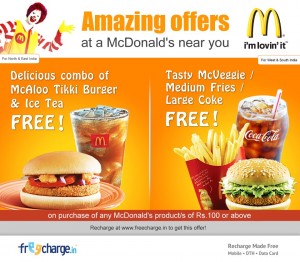 Amazing offers
at a McDonald's near you
i'm lovin' it
For North & East India
For West & South India
Delicious combo of
McAloo Tikki Burger
& Ice Tea
FREE!
Tasty McVeggie /
Medium Fries /
Large Coke
FREE!
Coca-Cola
on purchase of any McDonald's product/s of Rs.100 or above
Recharge at www.freecharge.in to get this offer!
freecharge.in
Recharge Made Free
Mobile • DTH • Data Card